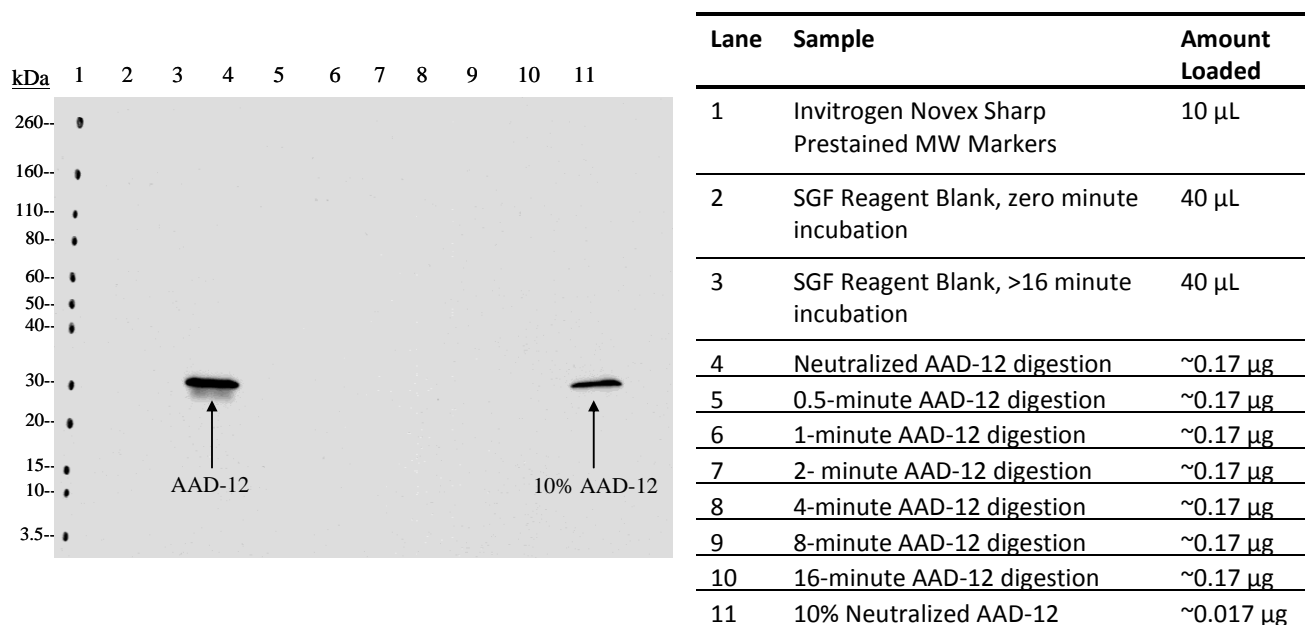 kDa 1 2 3 4 5 6 7 8 9 10 11
260--
160--
110--
80--
60--
50--
40--
30--
20--
15--
10--
3.5--
AAD-12
10% AAD-12
Lane Sample Amount
Loaded
1 Invitrogen Novex Sharp 10 µL
Prestained MW Markers
2 SGF Reagent Blank, zero minute 40 µL
incubation
3 SGF Reagent Blank, >16 minute 40 µL
incubation
4 Neutralized AAD-12 digestion ~0.17 µg
5 0.5-minute AAD-12 digestion ~0.17 µg
6 1-minute AAD-12 digestion ~0.17 µg
7 2- minute AAD-12 digestion ~0.17 µg
8 4-minute AAD-12 digestion ~0.17 µg
9 8-minute AAD-12 digestion ~0.17 µg
10 16-minute AAD-12 digestion ~0.17 µg
11 10% Neutralized AAD-12 ~0.017 µg